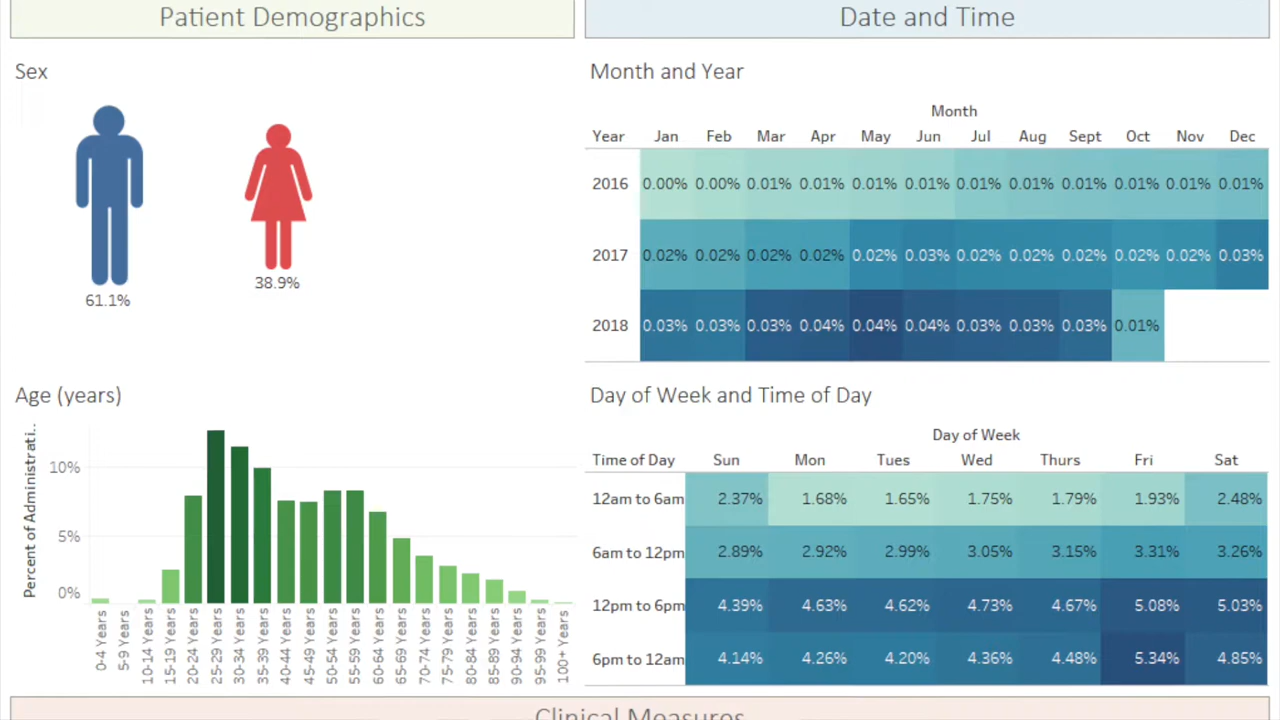 Patient Demographics
Sex
61.1%
38.9%
Age (years)
Percent of Administrati..
10%
5%
0%
0-4 Years
5-9 Years
10-14 Years
15-19 Years
20-24 Years
25-29 Years
30-34 Years
35-39 Years
40-44 Years
45-49 Years
50-54 Years
55-59 Years
60-64 Years
65-69 Years
70-74 Years
75-79 Years
80-84 Years
85-89 Years
90-94 Years
95-99 Years
100+ Years
Date and Time
Month and Year
Month
Year Jan Feb Mar Apr May Jun Jul Aug Sept Oct Nov Dec
2016 0.00% 0.00% 0.01% 0.01% 0.01% 0.01% 0.01% 0.01% 0.01% 0.01% 0.01% 0.01%
2017 0.02% 0.02% 0.02% 0.02% 0.02% 0.03% 0.02% 0.02% 0.02% 0.02% 0.02% 0.03%
2018 0.03% 0.03% 0.03% 0.04% 0.04% 0.04% 0.03% 0.03% 0.03% 0.01%
Day of Week and Time of Day
Day of Week
Time of Day Sun Mon Tues Wed Thurs Fri Sat
12am to 6am 2.37% 1.68% 1.65% 1.75% 1.79% 1.93% 2.48%
6am to 12pm 2.89% 2.92% 2.99% 3.05% 3.15% 3.31% 3.26%
12pm to 6pm 4.39% 4.63% 4.62% 4.73% 4.67% 5.08% 5.03%
6pm to 12am 4.14% 4.26% 4.20% 4.36% 4.48% 5.34% 4.85%
Clinical Measures